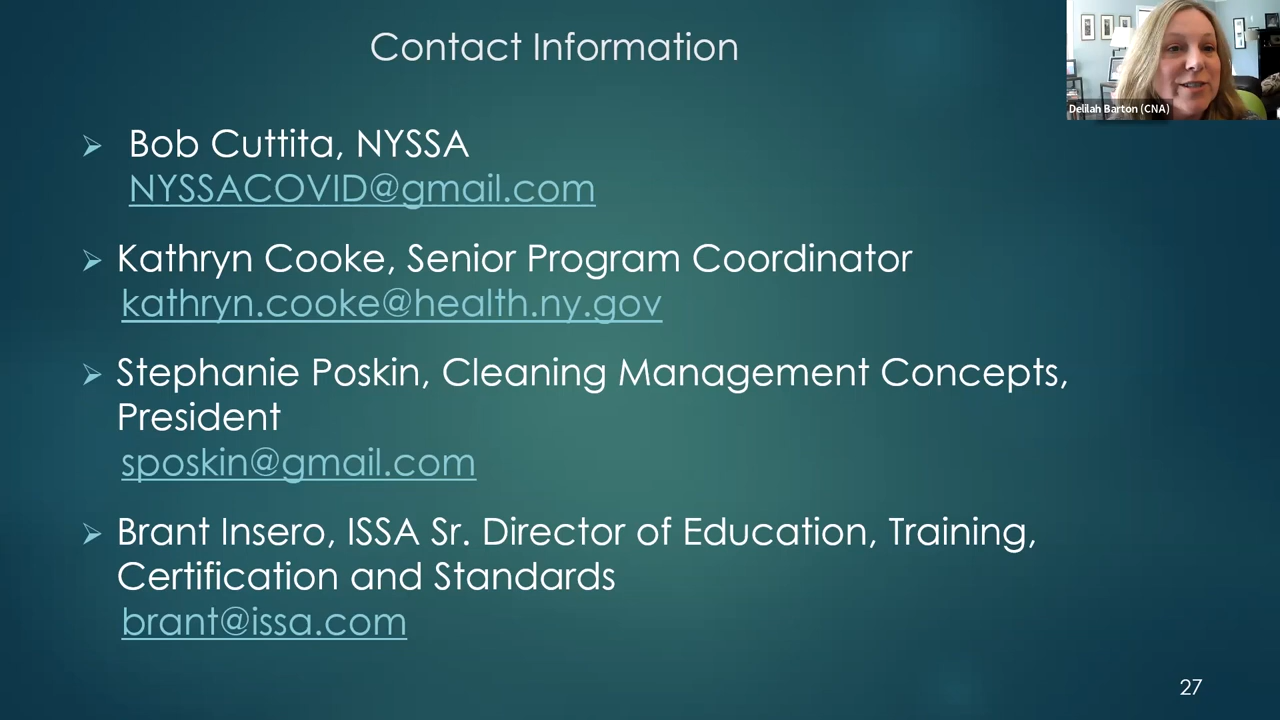 Contact Information
Delilah Barton (CNA)
➢ Bob Cuttita, NYSSA
NYSSACOVID@gmail.com
➢ Kathryn Cooke, Senior Program Coordinator
kathryn.cooke@health.ny.gov
➢ Stephanie Poskin, Cleaning Management Concepts,
President
sposkin@gmail.com
➢ Brant Insero, ISSA Sr. Director of Education, Training,
Certification and Standards
brant@issa.com
27